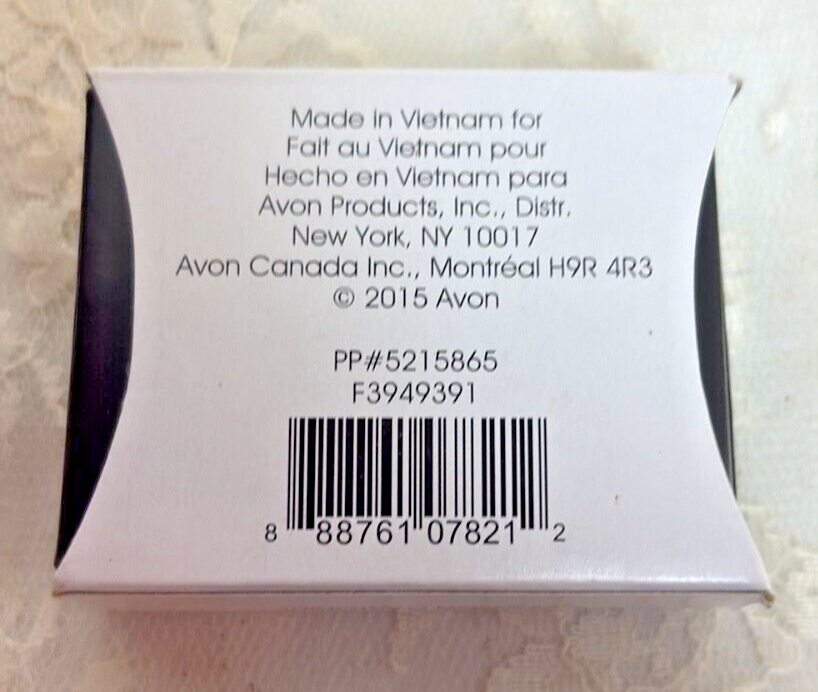 Made in Vietnam for
Fait au Vietnam pour
Hecho en Vietnam para
Avon Products, Inc., Distr.
New York, NY 10017
Avon Canada Inc., Montréal H9R 4R3
© 2015 Avon
PP#5215865
F3949391
8 88761 07821 2